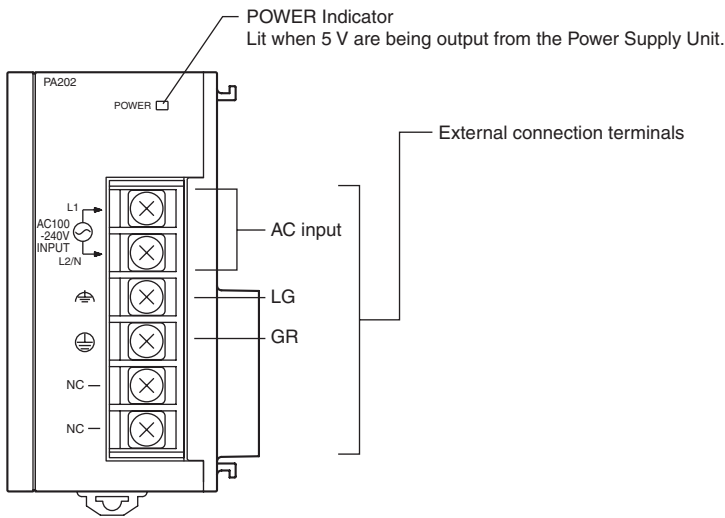 POWER Indicator
Lit when 5 V are being output from the Power Supply Unit.
PA202
POWER
External connection terminals
L1
AC100
-240V
INPUT
L2/N
AC input
LG
GR
NC
NC